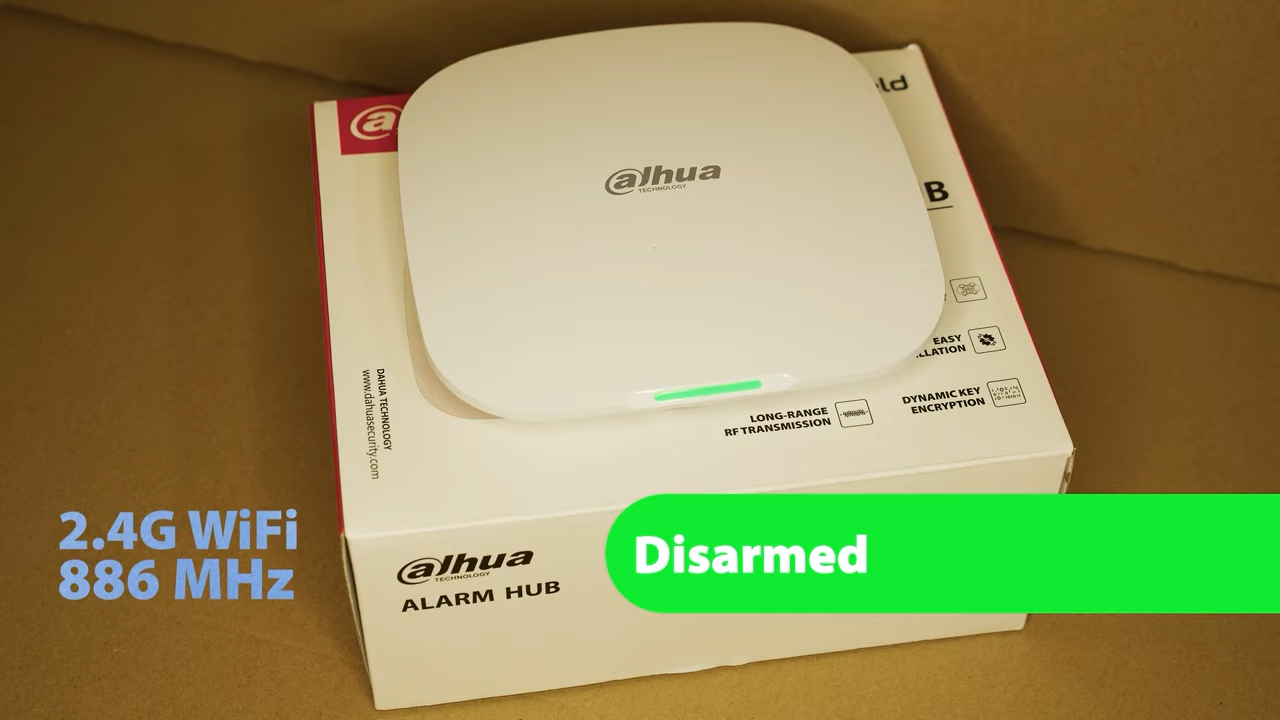 alhua
TECHNOLOGY
B
EASY
LONG-RANGE
RF TRANSMISSION
DYNAMIC KEY
ENCRYPTION
DAHUA TECHNOLOGY
www.dahuasecurity.com
2.4G WiFi
886 MHz
Disarmed
alhua
TECHNOLOGY
ALARM HUB